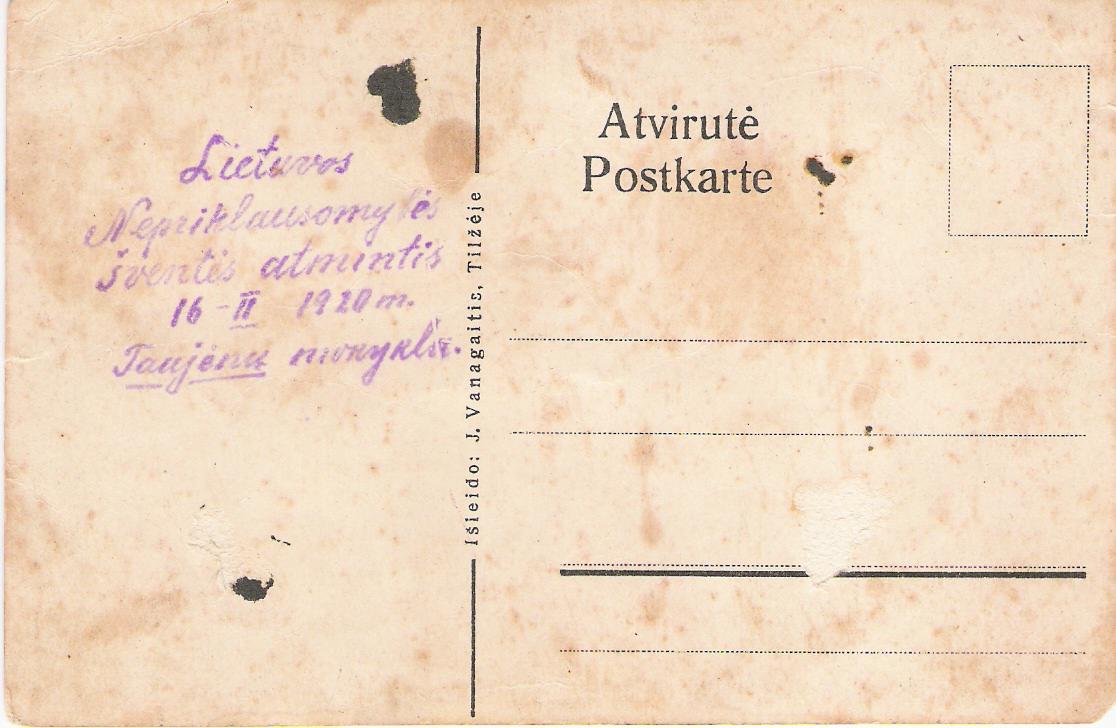 Lietuvos
Nepriklausomybės
šventės atmintis
16-II 1920 m.
Taujėnų mokykla.
Išleido: J. Vanagaitis, Tilžėje
Atvirutė
Postkarte